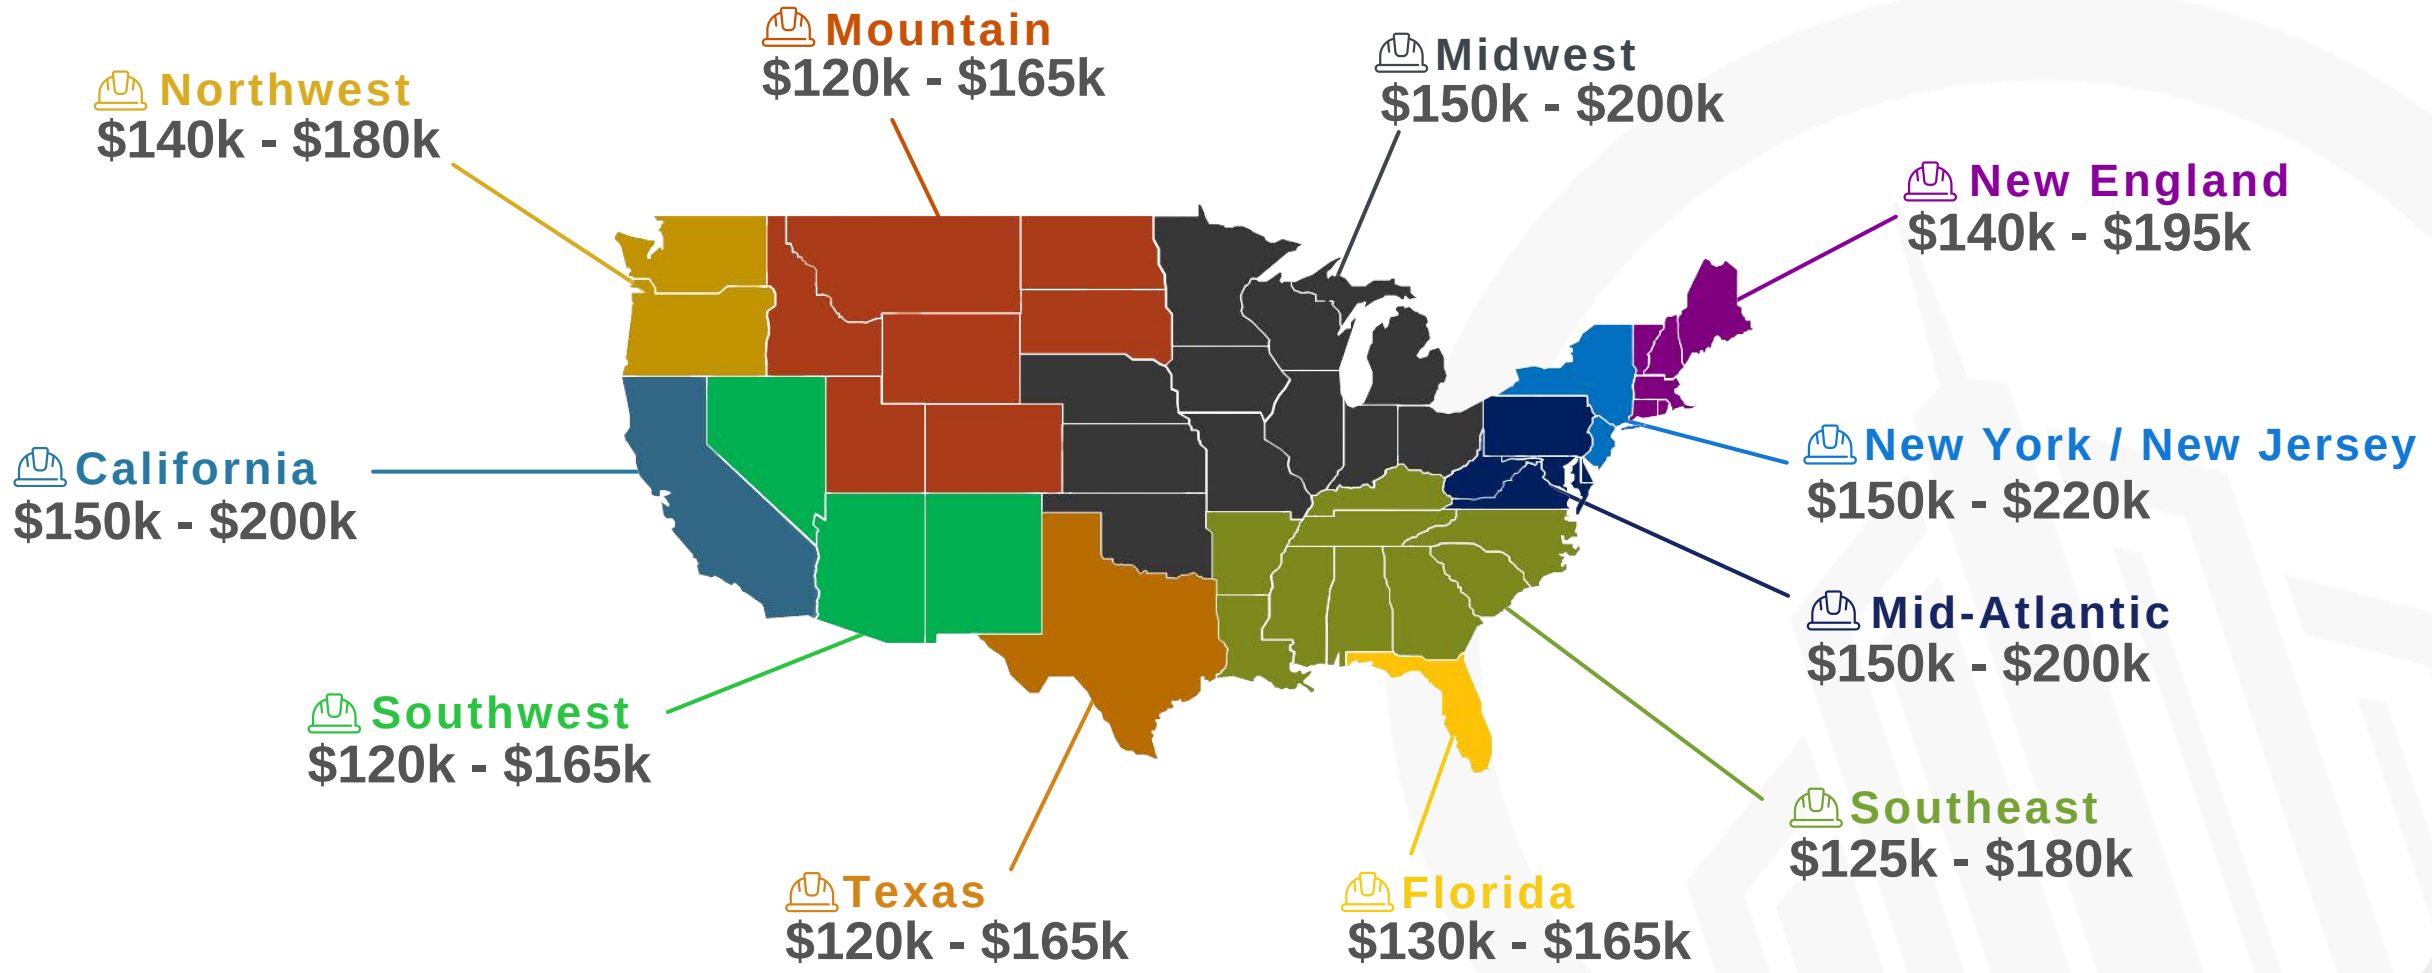 Mountain
$120k - $165k
Midwest
$150k - $200k
Northwest
$140k - $180k
New England
$140k - $195k
California
$150k - $200k
New York / New Jersey
$150k - $220k
Mid-Atlantic
$150k - $200k
Southwest
$120k - $165k
Southeast
$125k - $180k
Texas
$120k - $165k
Florida
$130k - $165k